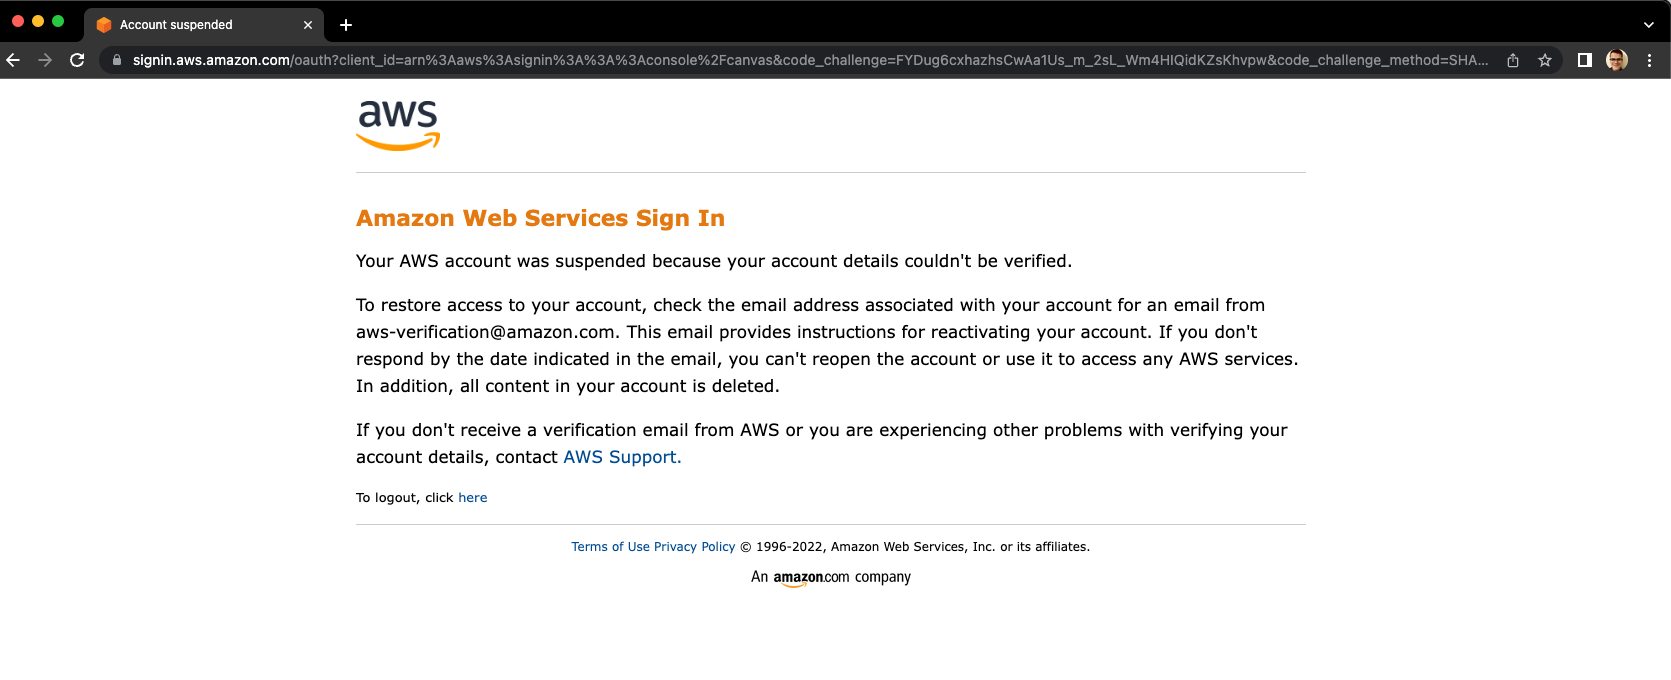 Account suspended
signin.aws.amazon.com/oauth?client_id=arn%3Aaws%3Asignin%3A%3A%3Aconsole%2Fcanvas&code_challenge=FYDug6cxhazhsCwAa1Us_m_2sL_Wm4HIQidKZsKhvpw&code_challenge_method=SHA...
aws
Amazon Web Services Sign In
Your AWS account was suspended because your account details couldn't be verified.
To restore access to your account, check the email address associated with your account for an email from
aws-verification@amazon.com. This email provides instructions for reactivating your account. If you don't
respond by the date indicated in the email, you can't reopen the account or use it to access any AWS services.
In addition, all content in your account is deleted.
If you don't receive a verification email from AWS or you are experiencing other problems with verifying your
account details, contact AWS Support.
To logout, click here
Terms of Use Privacy Policy © 1996-2022, Amazon Web Services, Inc. or its affiliates.
An amazon.com company